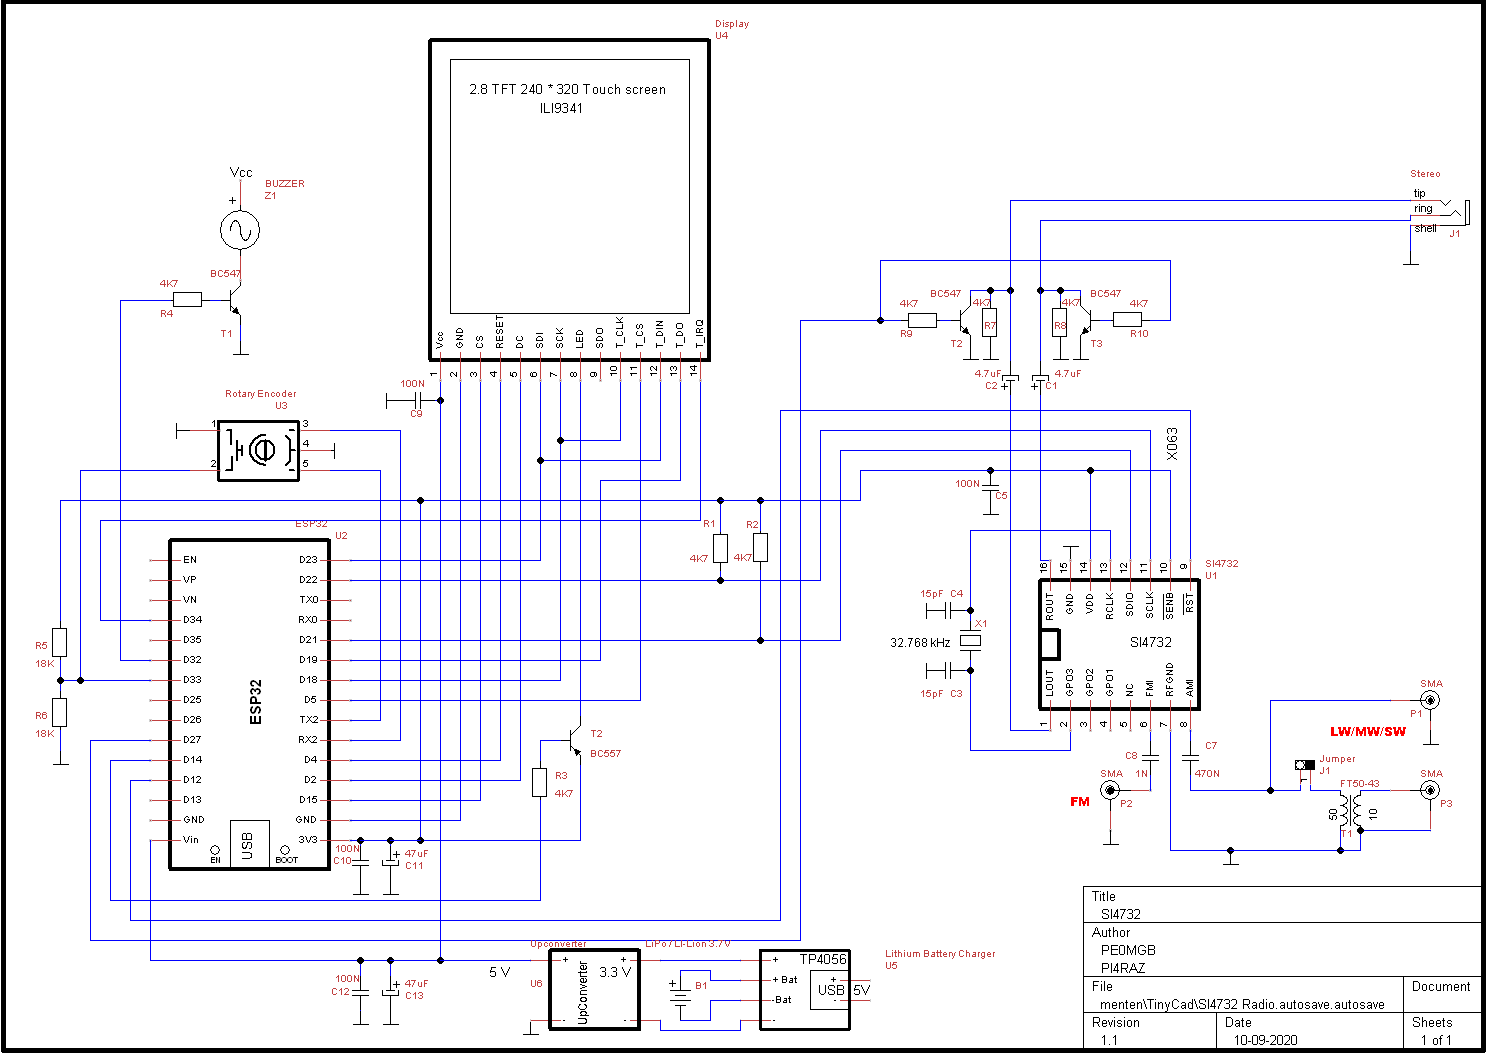 Display
U4
2.8 TFT 240 * 320 Touch screen
ILI9341
Vcc
GND
CS
RESET
DC
SDI
SCK
LED
SDO
T_CLK
T_CS
T_DIN
T_DO
T_IRQ
1
2
3
4
5
6
7
8
9
10
11
12
13
14
Vcc
+
BUZZER
Z1
BC547
4K7
R4
T1
100N
C9
Rotary Encoder
U3
1
2
3
4
5
ESP32
U2
EN
VP
VN
D34
D35
D32
D33
D25
D26
D27
D14
D12
D13
GND
Vin
D23
D22
TX0
RX0
D21
D19
D18
D5
TX2
RX2
D4
D2
D15
GND
3V3
ESP32
USB
EN
BOOT
R5
18K
R6
18K
100N
C10
+
47uF
C11
R3
4K7
T2
BC557
R1
4K7
R2
4K7
Stereo
tip
ring
shell
J1
4K7
R9
BC547
T2
4K7
R7
4K7
R8
BC547
T3
4K7
R10
4.7uF
C2
+
4.7uF
C1
+
X063
100N
C5
15pF C4
X1
32.768 kHz
15pF C3
SI4732
U1
16
15
14
13
12
11
10
9
ROUT
GND
VDD
RCLK
SDIO
SCLK
SENB
RST
SI4732
LOUT
GPO3
GPO2
GPO1
NC
FMI
RFGND
AMI
1
2
3
4
5
6
7
8
C8
1N
C7
470N
SMA
P2
FM
SMA
P1
LW/MW/SW
Jumper
J1
FT50-43
50
10
T1
SMA
P3
100N
C12
+
47uF
C13
Upconverter
5 V
U6
+
-
UpConverter
3.3 V
+
-
LiPo / Li-Lion 3.7V
+
B1
TP4056
+
+ Bat
-Bat
-
USB
+
-
5V
Lithium Battery Charger
U5
Title
SI4732
Author
PE0MGB
PI4RAZ
File
menten\TinyCad\SI4732 Radio.autosave.autosave
Document
Revision
1.1
Date
10-09-2020
Sheets
1 of 1